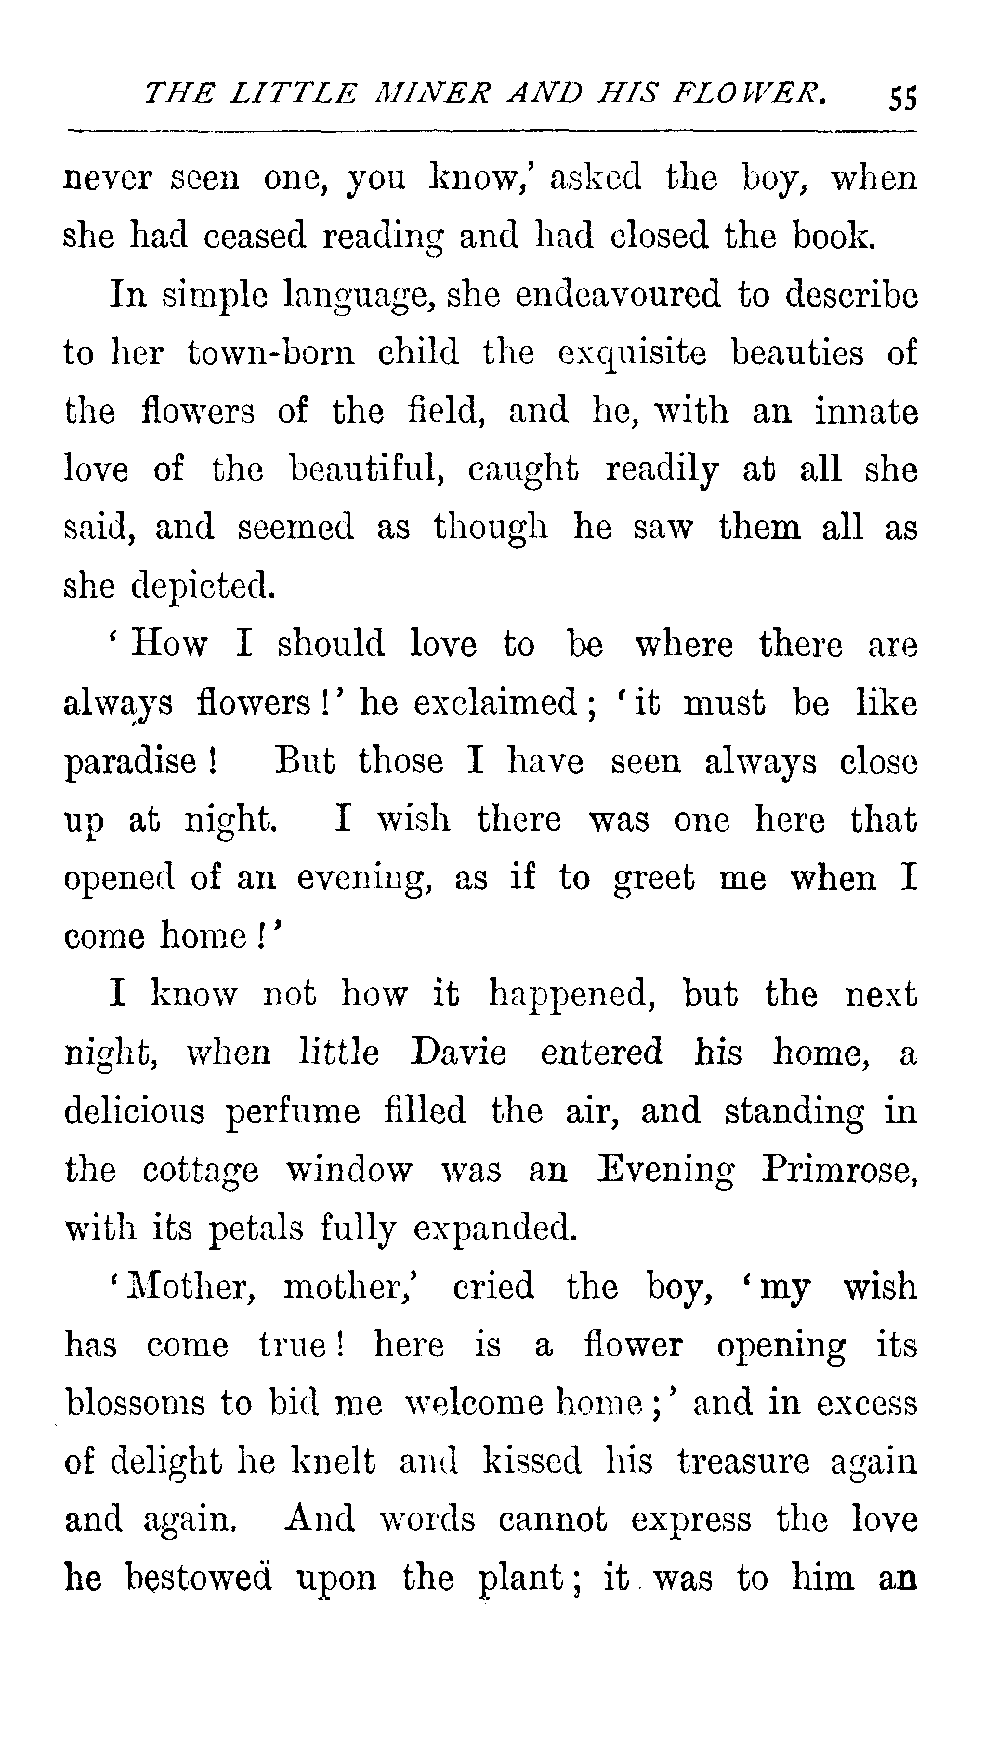 THE LITTLE MINER AND HIS FLOWER. 55
never seen one, you know,' asked the boy, when
she had ceased reading and had closed the book.
In simple language, she endeavoured to describe
to her town-born child the exquisite beauties of
the flowers of the field, and he, with an innate
love of the beautiful, caught readily at all she
said, and seemed as though he saw them all as
she depicted.
' How I should love to be where there are
always flowers !' he exclaimed ; ' it must be like
paradise ! But those I have seen always close
up at night. I wish there was one here that
opened of an evening, as if to greet me when I
come home !'
I know not how it happened, but the next
night, when little Davie entered his home, a
delicious perfume filled the air, and standing in
the cottage window was an Evening Primrose,
with its petals fully expanded.
' Mother, mother,' cried the boy, ' my wish
has come true ! here is a flower opening its
blossoms to bid me welcome home ;' and in excess
of delight he knelt and kissed his treasure again
and again. And words cannot express the love
he bestowed upon the plant ; it was to him an